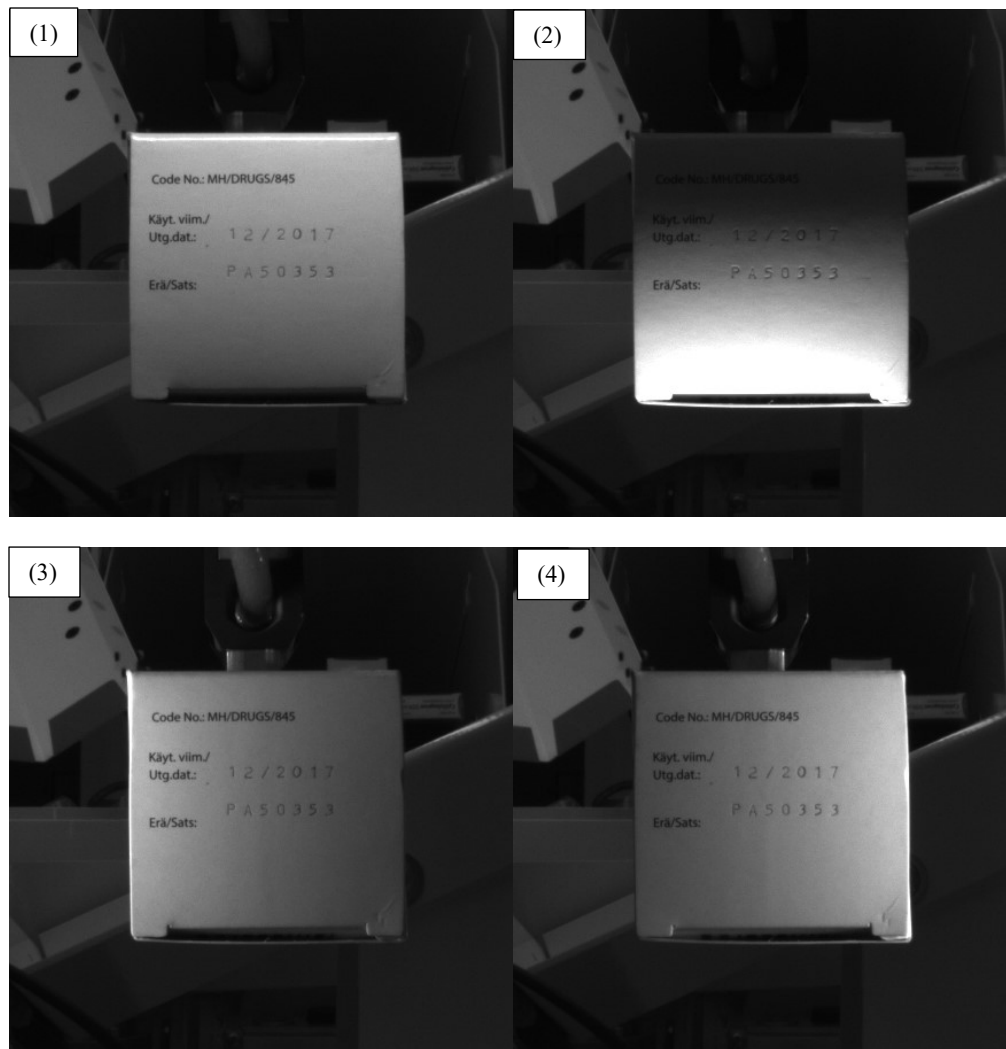 (1)
Code No.: MH/DRUGS/845
Käyt. viim./
Utg.dat.: 12/2017
PA50353
Erä/Sats:
(2)
Code No.: MH/DRUGS/845
Käyt. viim./
Utg.dat.: 12/2017
PA50353
Erä/Sats:
(3)
Code No.: MH/DRUGS/845
Käyt. viim./
Utg.dat.: 12/2017
PA50353
Erä/Sats:
(4)
Code No.: MH/DRUGS/845
Käyt. viim./
Utg.dat.: 12/2017
PA50353
Erä/Sats: